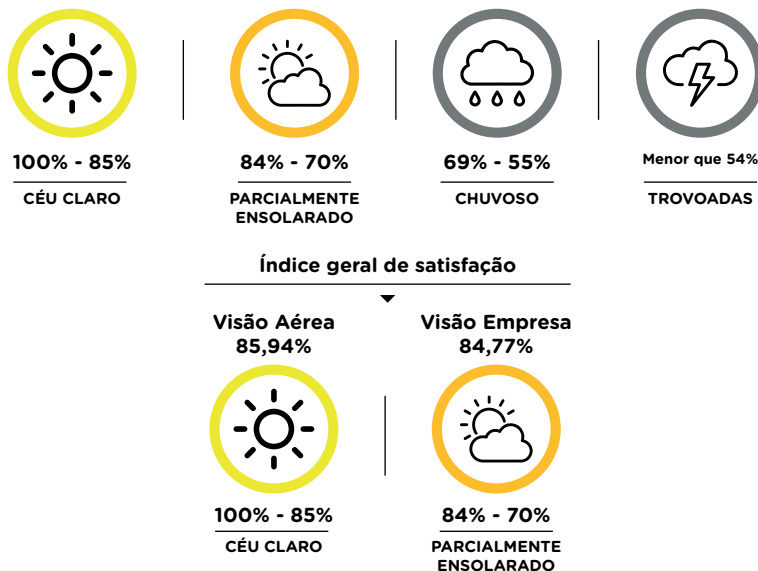 100% - 85%
CÉU CLARO
84% - 70%
PARCIALMENTE
ENSOLARADO
69% - 55%
CHUVOSO
Menor que 54%
TROVOADAS
Índice geral de satisfação
Visão Aérea
85,94%
100% - 85%
CÉU CLARO
Visão Empresa
84,77%
84% - 70%
PARCIALMENTE
ENSOLARADO